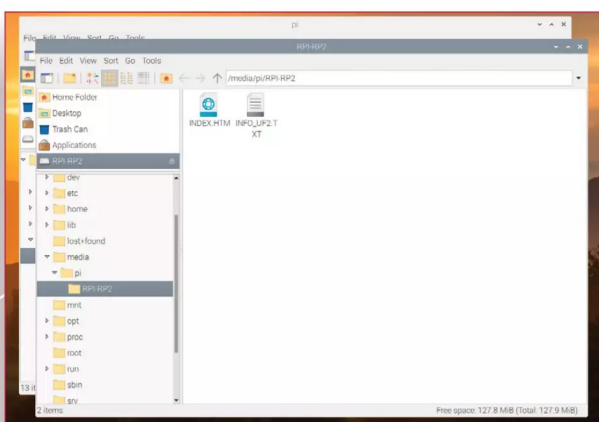 pi
File Edit View Sort Go Tools
RPI-RP2
File Edit View Sort Go Tools
/media/pi/RPI-RP2
Home Folder
Desktop
Trash Can
Applications
RPI-RP2
dev
etc
home
lib
lost+found
media
pi
RPI-RP2
mnt
opt
proc
root
run
sbin
srv
INDEX.HTM INFO_UF2.T
XT
13 it
2 items
Free space: 127.8 MiB (Total: 127.9 MiB)